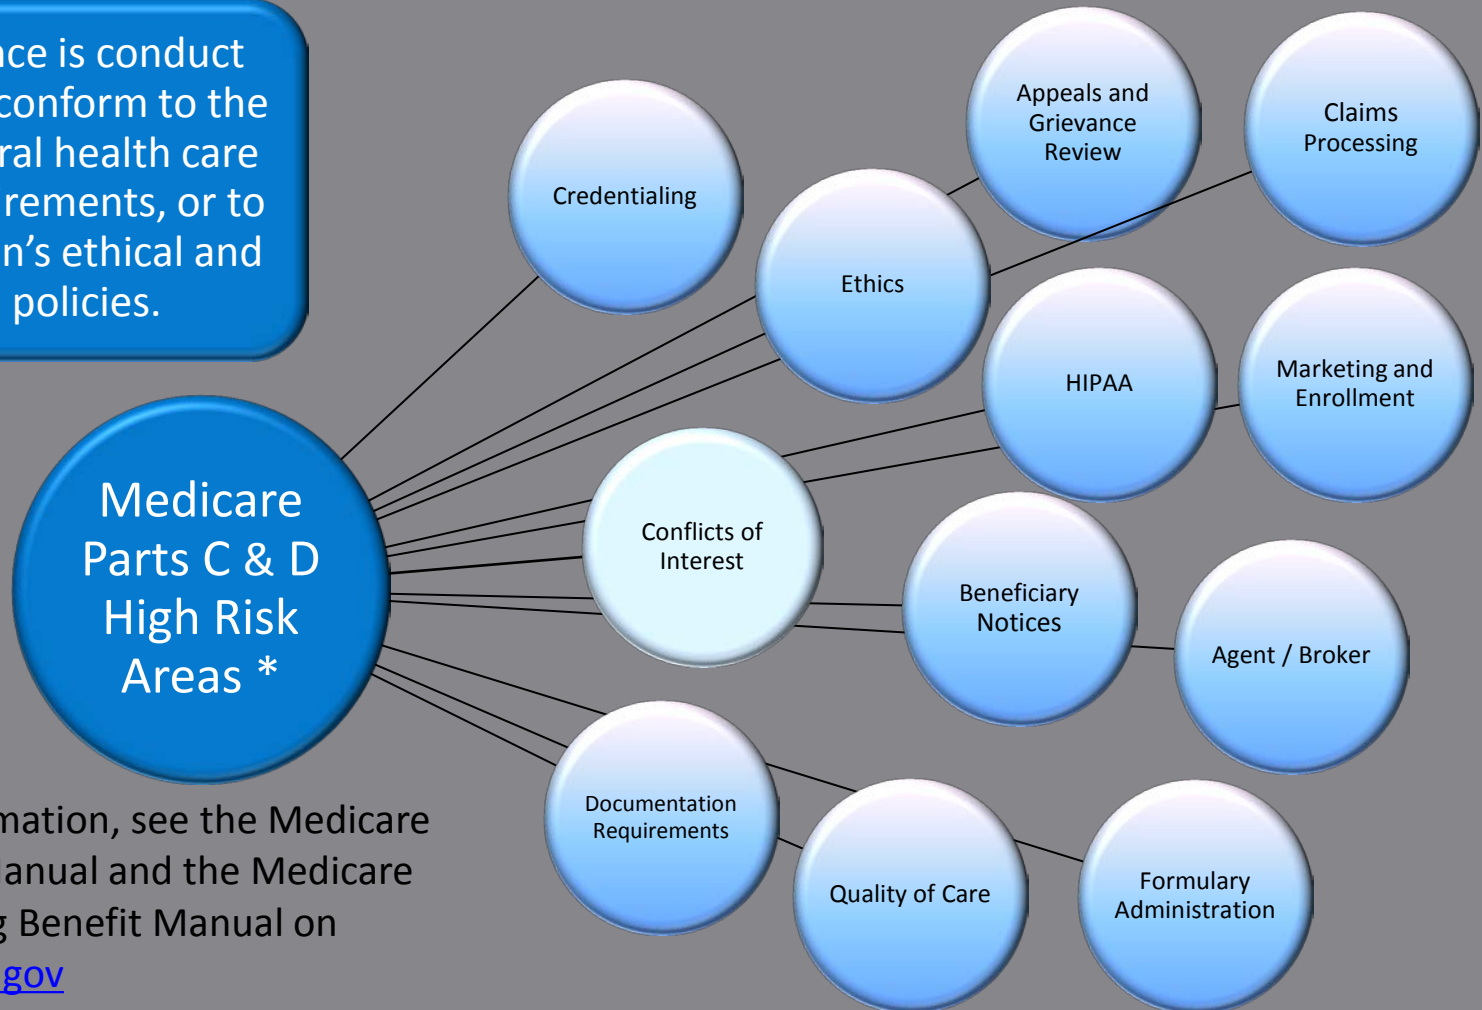 nce is conduct
conform to the
ral health care
rements, or to
n's ethical and
policies.
Credentialing
Appeals and
Grievance
Review
Claims
Processing
Ethics
HIPAA
Marketing and
Enrollment
Medicare
Parts C & D
High Risk
Areas *
Conflicts of
Interest
Beneficiary
Notices
Agent / Broker
Documentation
Requirements
Quality of Care
Formulary
Administration
mation, see the Medicare
Manual and the Medicare
g Benefit Manual on
gov